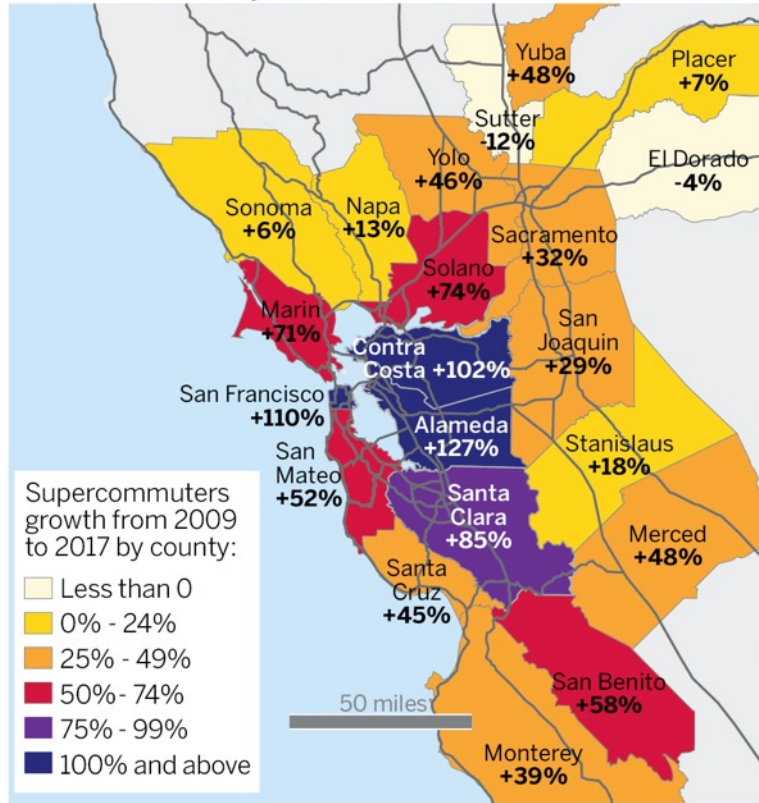 Yuba
+48%
Placer
+7%
Sutter
-12%
El Dorado
-4%
Yolo
+46%
Sonoma
+6%
Napa
+13%
Sacramento
+32%
Solano
+74%
Marin
+71%
San
Joaquin
+29%
Contra
Costa +102%
San Francisco
+110%
Alameda
+127%
Stanislaus
+18%
San
Mateo
+52%
Santa
Clara
+85%
Merced
+48%
Santa
Cruz
+45%
San Benito
+58%
Monterey
+39%
50 miles
Supercommuters
growth from 2009
to 2017 by county:
Less than 0
0% - 24%
25% - 49%
50% - 74%
75% - 99%
100% and above